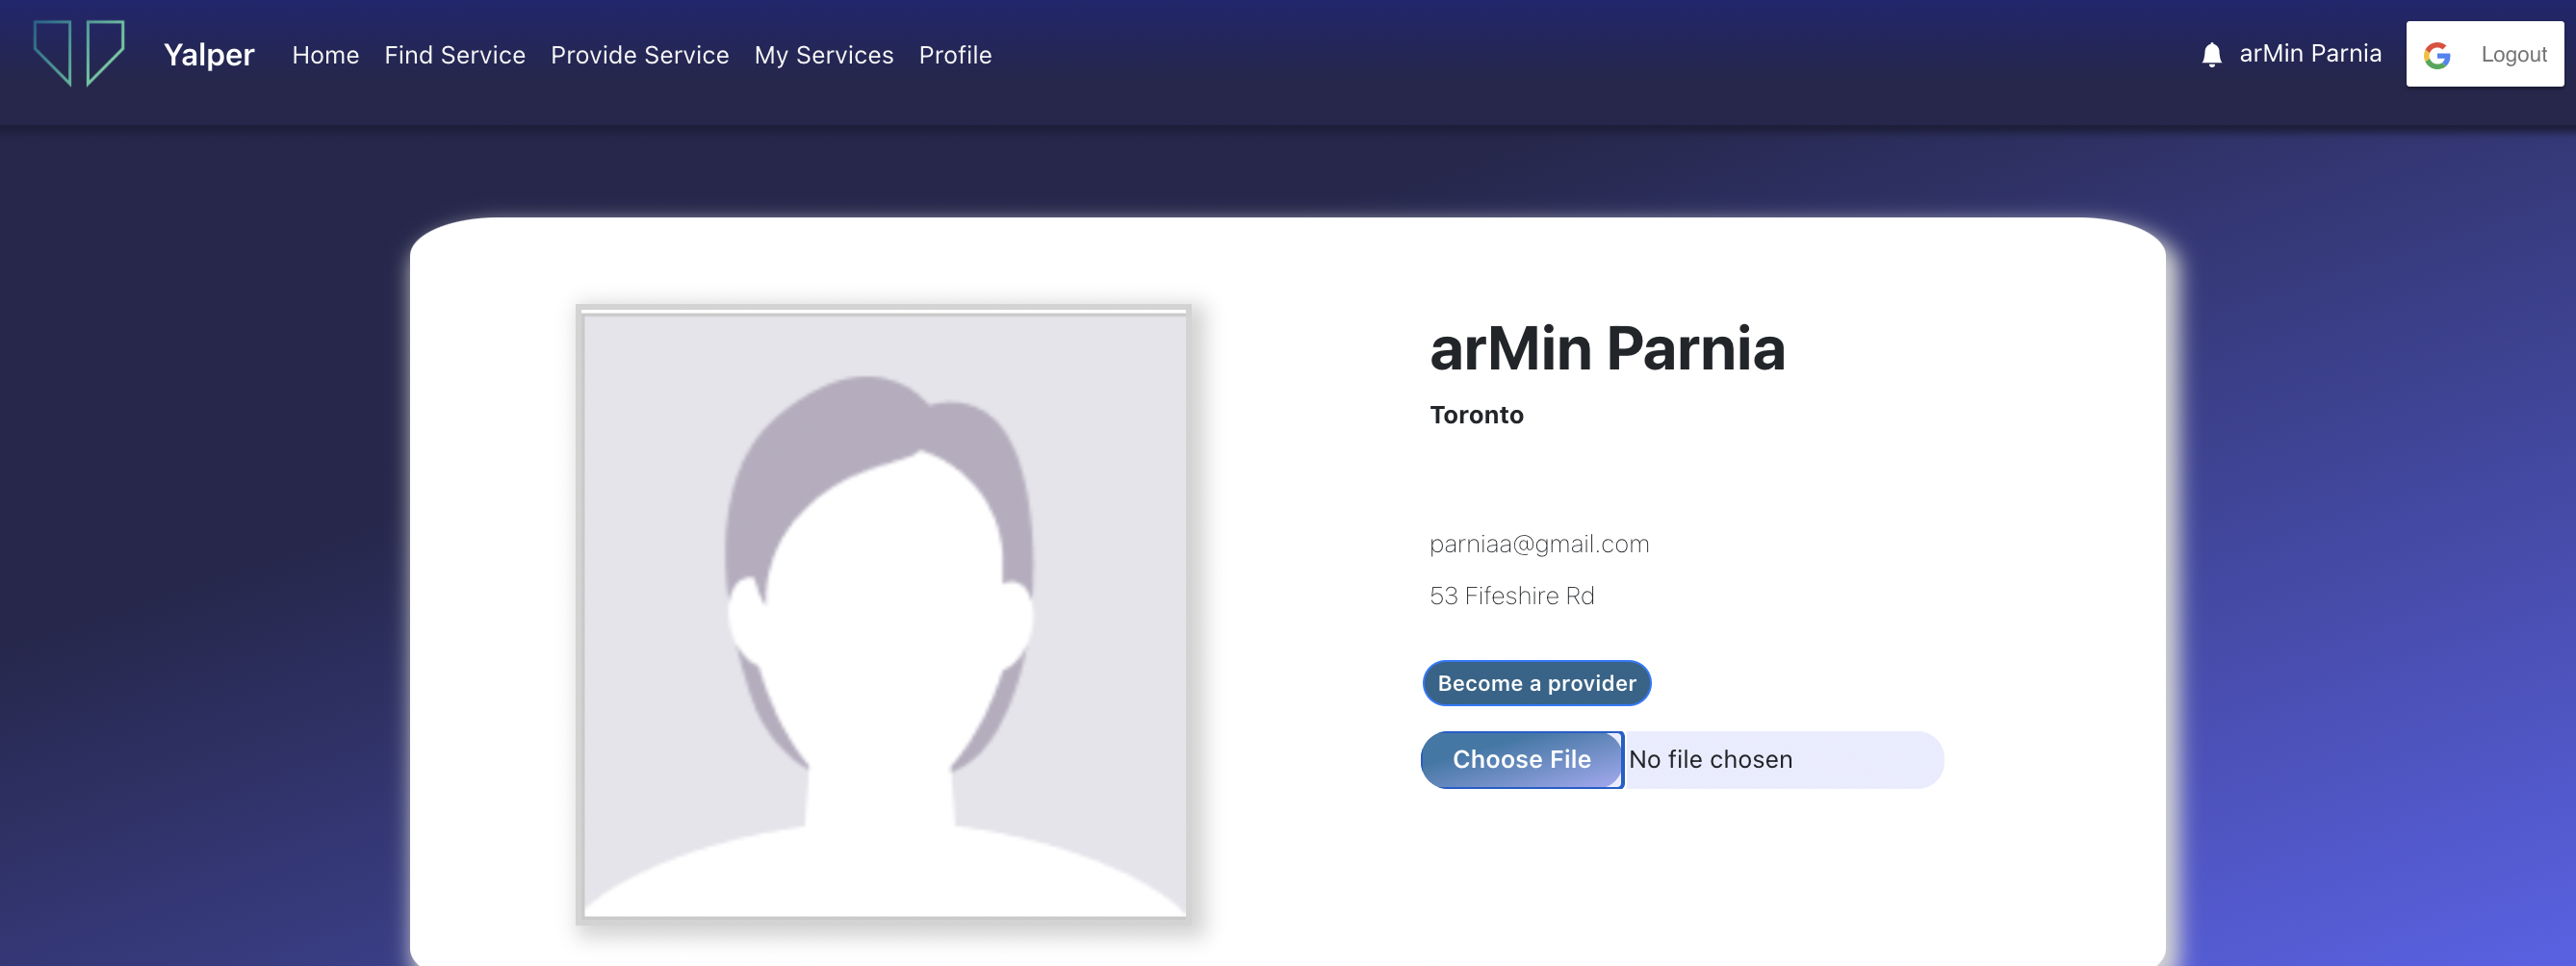 Yalper Home Find Service Provide Service My Services Profile arMin Parnia Logout
arMin Parnia
Toronto
parniaa@gmail.com
53 Fifeshire Rd
Become a provider
Choose File No file chosen